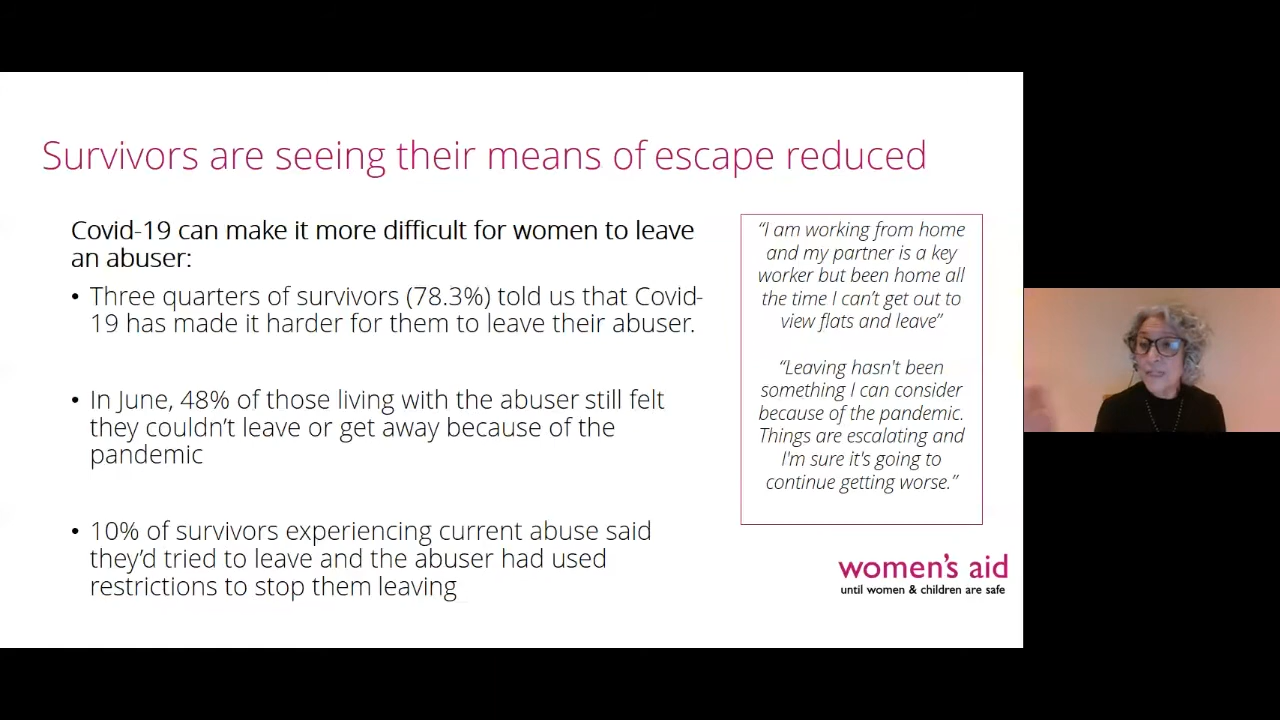 Survivors are seeing their means of escape reduced
Covid-19 can make it more difficult for women to leave
an abuser:
• Three quarters of survivors (78.3%) told us that Covid-
19 has made it harder for them to leave their abuser.
• In June, 48% of those living with the abuser still felt
they couldn’t leave or get away because of the
pandemic
• 10% of survivors experiencing current abuse said
they’d tried to leave and the abuser had used
restrictions to stop them leaving
“I am working from home
and my partner is a key
worker but been home all
the time I can’t get out to
view flats and leave”
“Leaving hasn't been
something I can consider
because of the pandemic.
Things are escalating and
I'm sure it's going to
continue getting worse.”
women’s aid
until women & children are safe